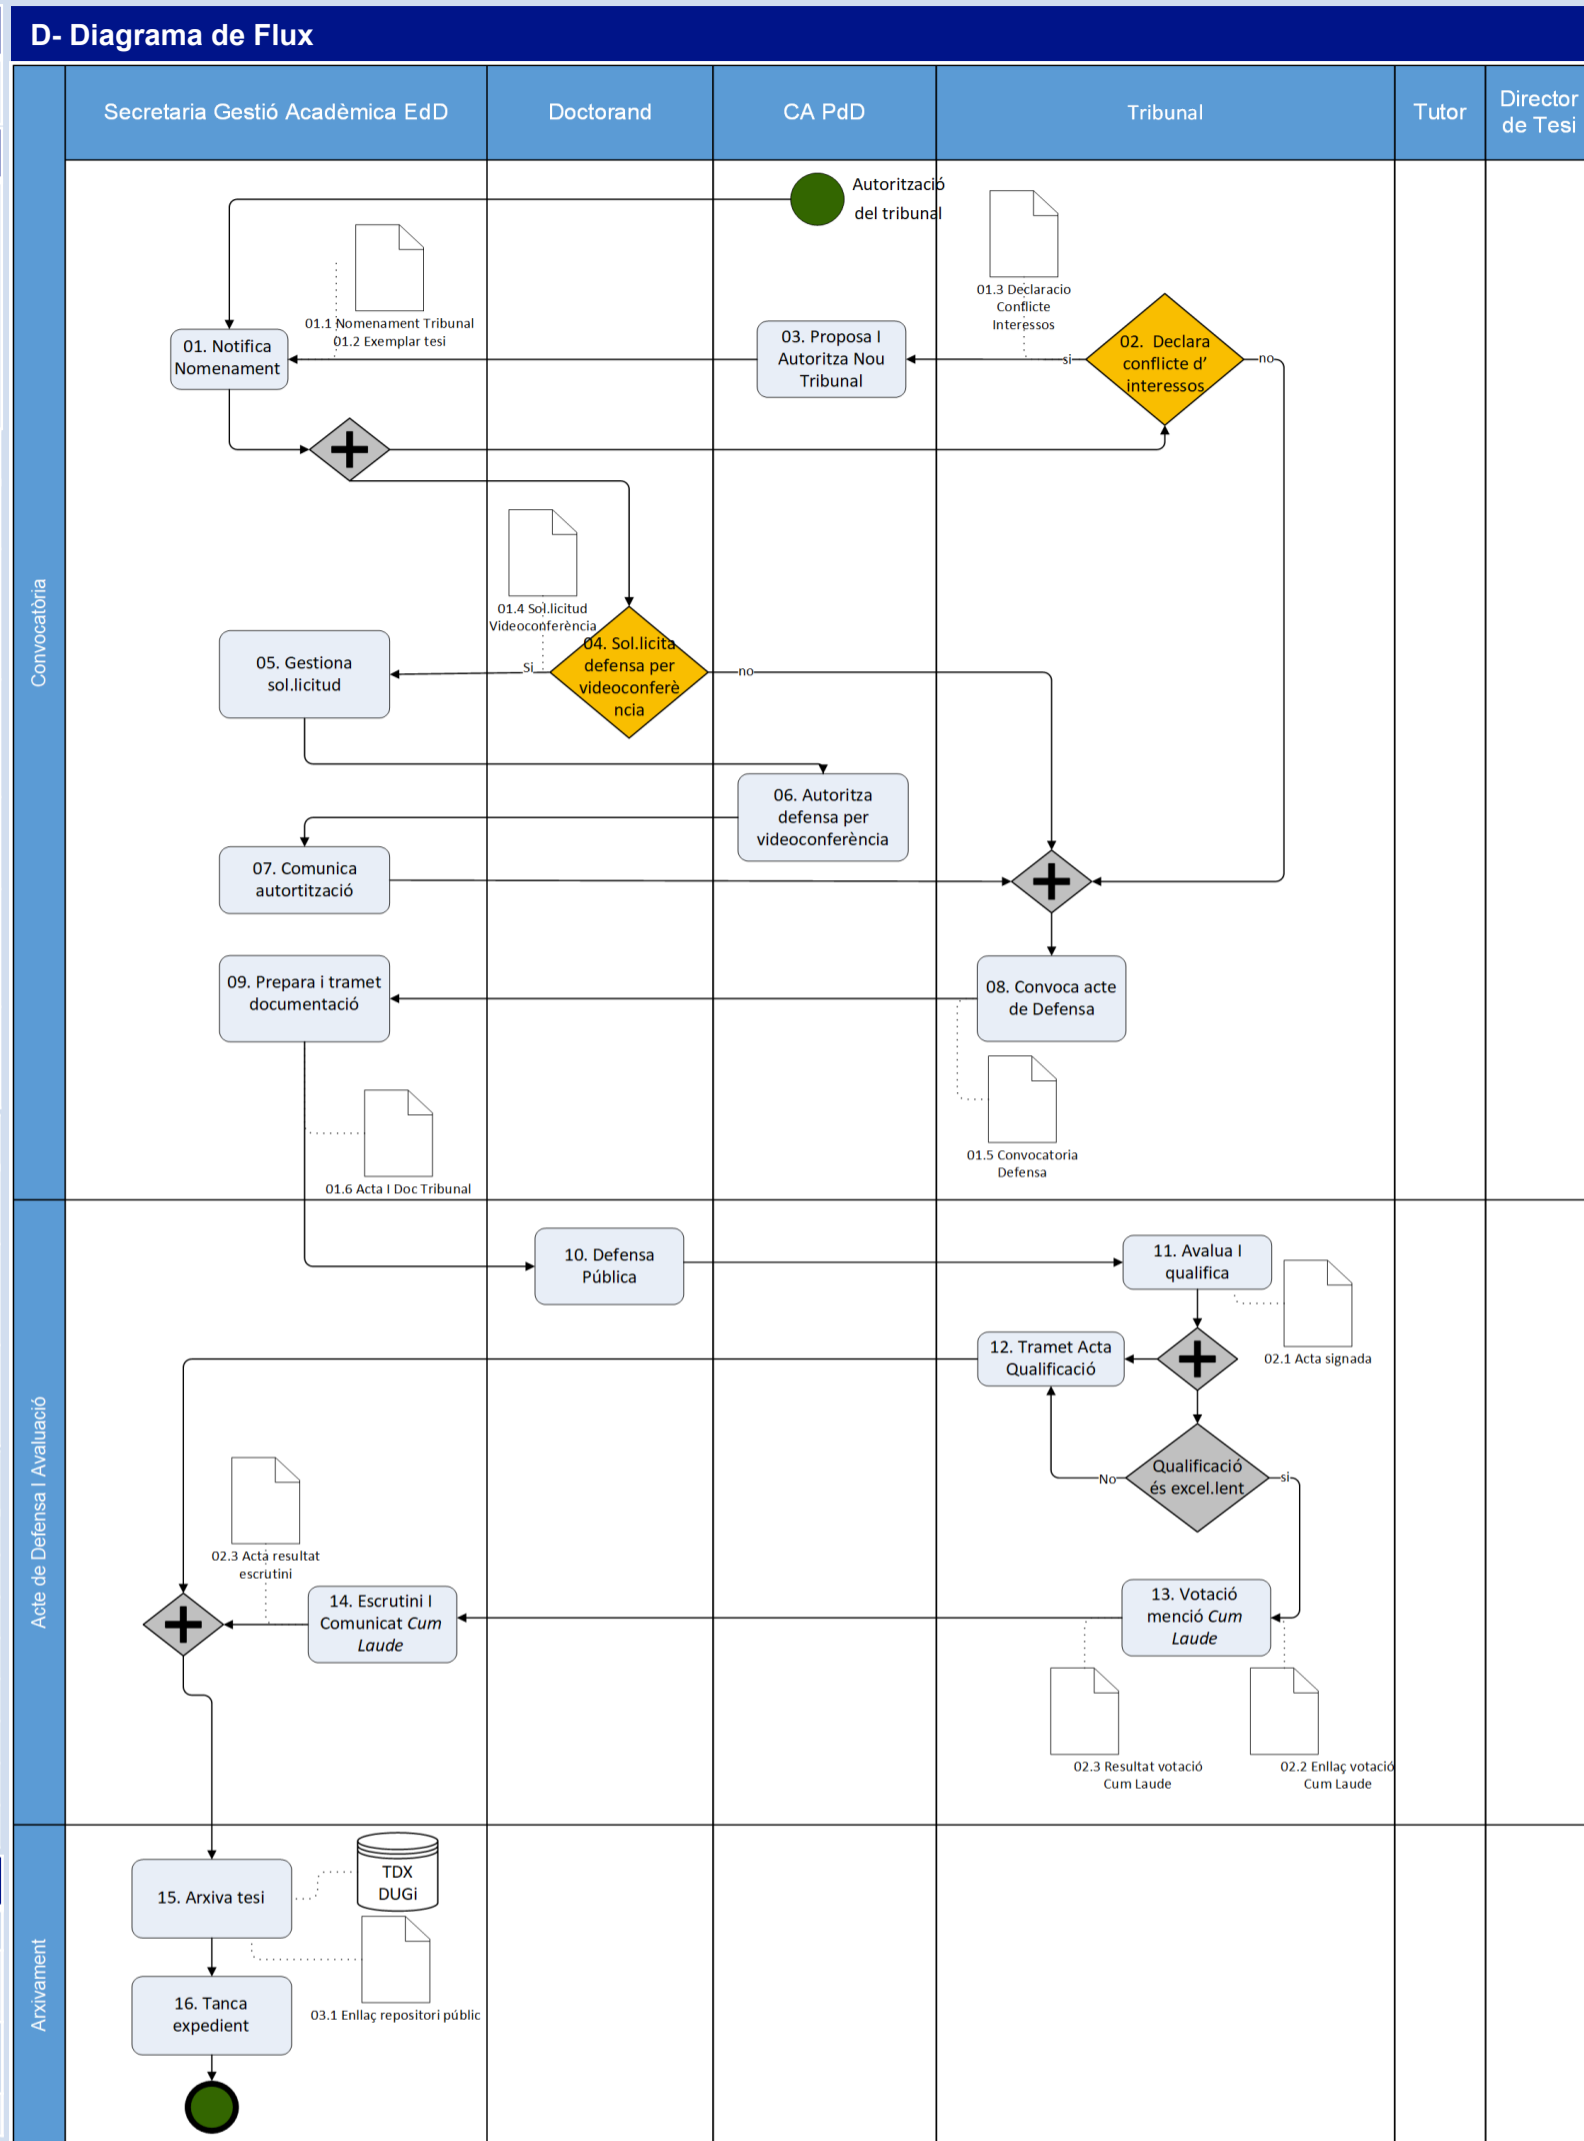 D- Diagrama de Flux
Secretaria Gestió Acadèmica EdD
Doctorand
CA PdD
Tribunal
Tutor
Director
de Tesi
Convocatòria
Autorització
del tribunal
01.1 Nomenament Tribunal
01.2 Exemplar tesi
01.3 Declaracio
Conflicte
Interessos
01. Notifica
Nomenament
03. Proposa I
Autoritza Nou
Tribunal
si
02. Declara
conflicte d’
interessos
no
01.4 Sol.licitud
Videoconferència
05. Gestiona
sol.licitud
Si
04. Sol.licita
defensa per
videoconferè
ncia
no
06. Autoritza
defensa per
videoconferència
07. Comunica
autortització
09. Prepara i tramet
documentació
08. Convoca acte
de Defensa
01.5 Convocatoria
Defensa
01.6 Acta I Doc Tribunal
Acte de Defensa I Avaluació
10. Defensa
Pública
11. Avalua I
qualifica
02.1 Acta signada
12. Tramet Acta
Qualificació
Qualificació
és excel.lent
No
si
02.3 Acta resultat
escrutini
14. Escrutini I
Comunicat Cum
Laude
13. Votació
menció Cum
Laude
02.3 Resultat votació
Cum Laude
02.2 Enllaç votació
Cum Laude
Arxivament
15. Arxiva tesi
TDX
DUGi
03.1 Enllaç repositori públic
16. Tanca
expedient